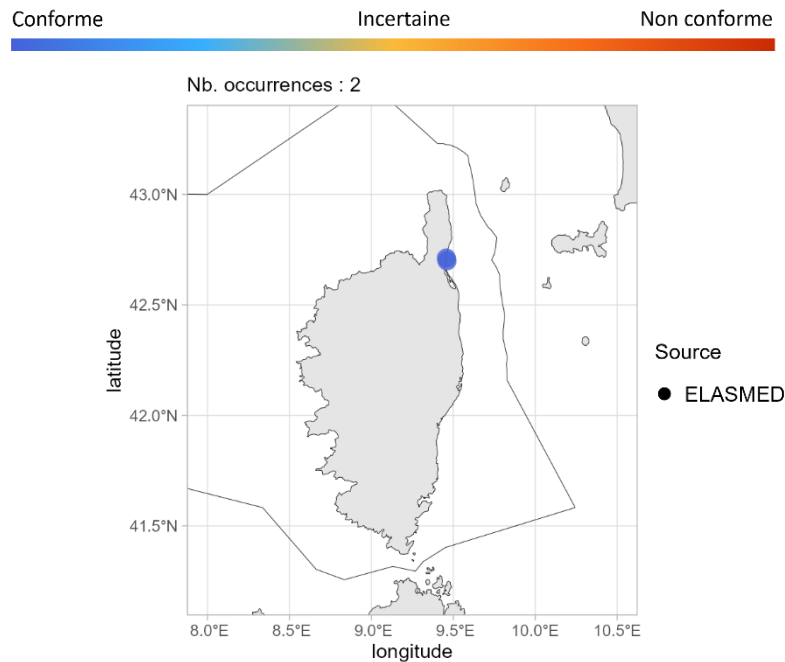 Conforme Incertaine Non conforme
Nb. occurrences : 2
43.0°N
42.5°N
42.0°N
41.5°N
latitude
8.0°E 8.5°E 9.0°E 9.5°E 10.0°E 10.5°E
longitude
Source
ELASMED